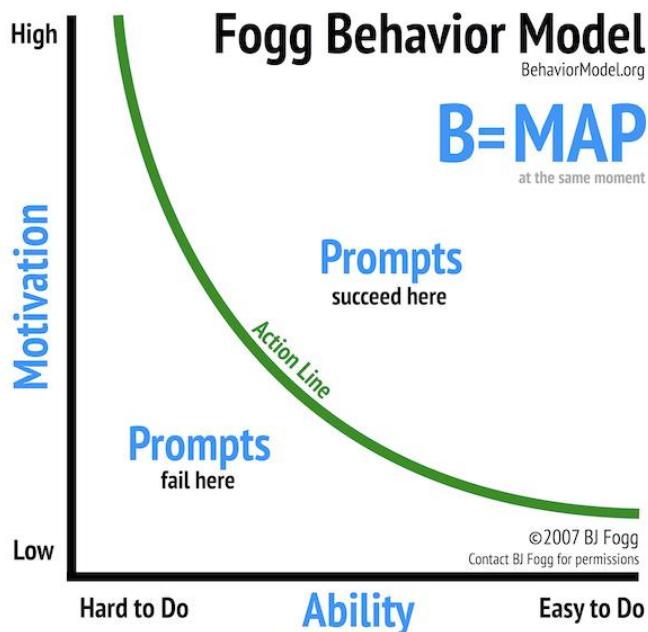 High
Fogg Behavior Model
BehaviorModel.org
B=MAP
at the same moment
Motivation
Prompts
succeed here
Action Line
Prompts
fail here
Low
©2007 BJ Fogg
Contact BJ Fogg for permissions
Hard to Do
Ability
Easy to Do